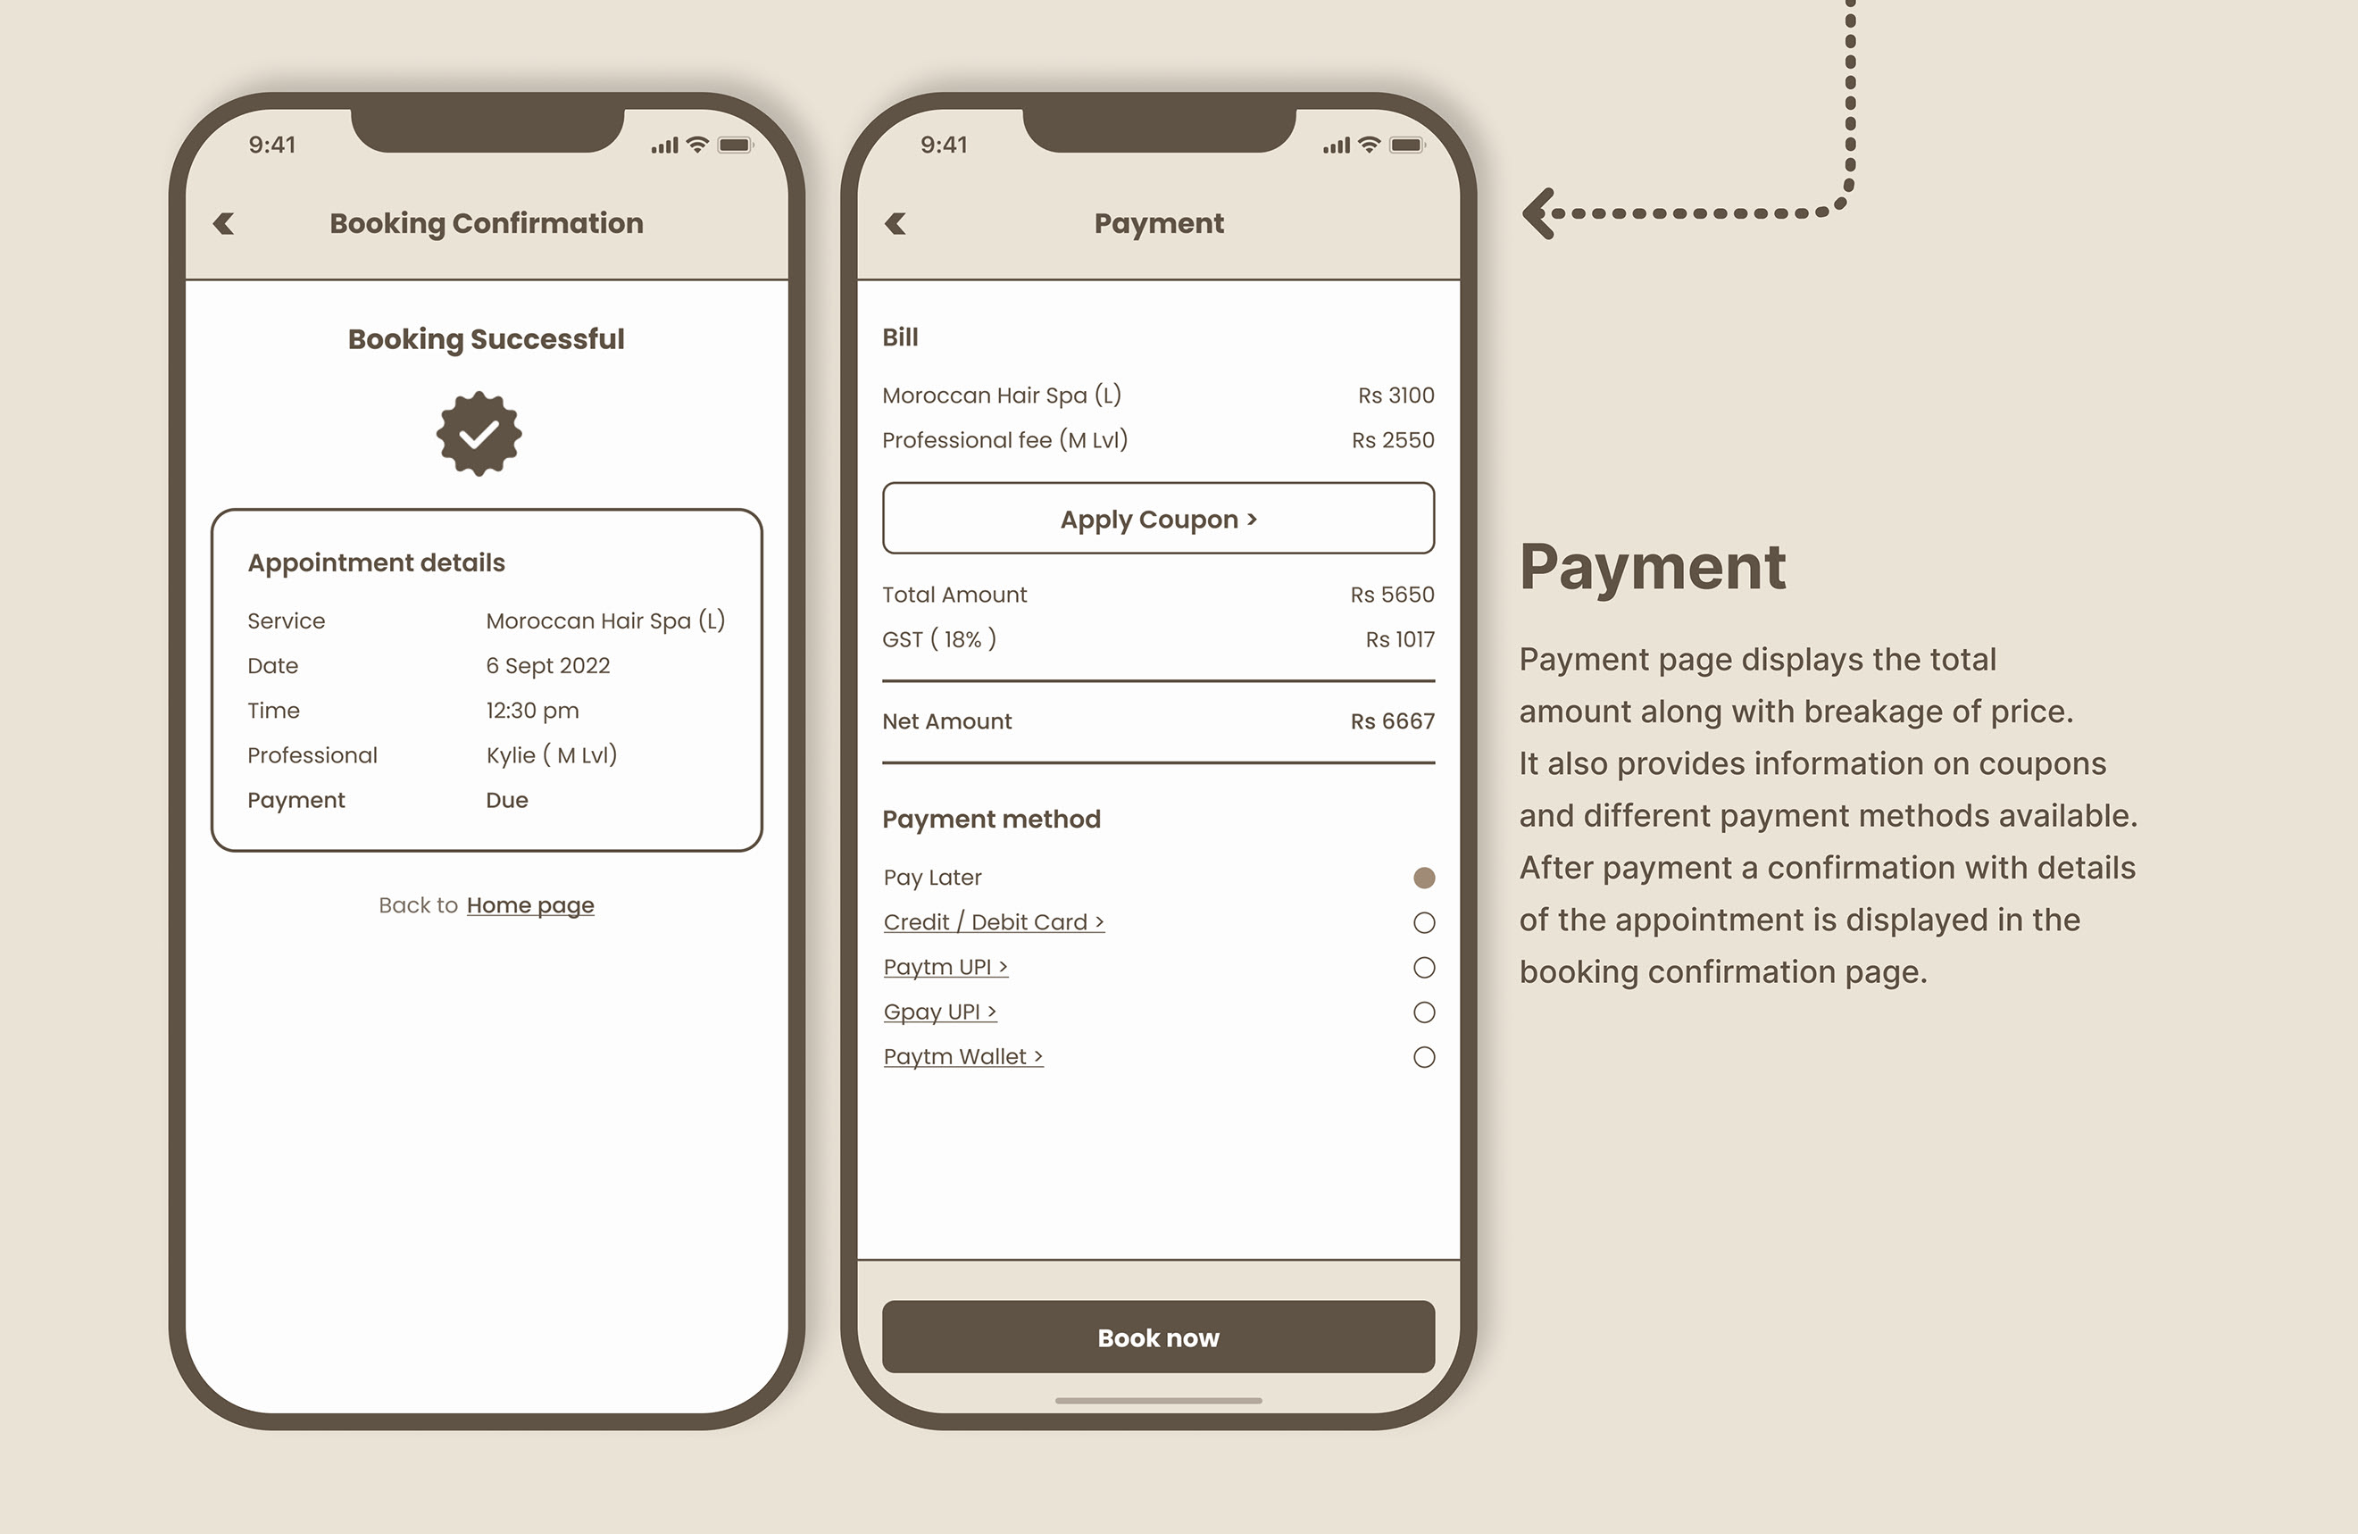 9:41
Booking Confirmation
Booking Successful
Appointment details
Service Moroccan Hair Spa (L)
Date 6 Sept 2022
Time 12:30 pm
Professional Kylie ( M Lvl)
Payment Due
Back to Home page
9:41
Payment
Bill
Moroccan Hair Spa (L) Rs 3100
Professional fee (M Lvl) Rs 2550
Apply Coupon >
Total Amount Rs 5650
GST ( 18% ) Rs 1017
Net Amount Rs 6667
Payment method
Pay Later
Credit / Debit Card >
Paytm UPI >
Gpay UPI >
Paytm Wallet >
Book now
Payment
Payment page displays the total
amount along with breakage of price.
It also provides information on coupons
and different payment methods available.
After payment a confirmation with details
of the appointment is displayed in the
booking confirmation page.